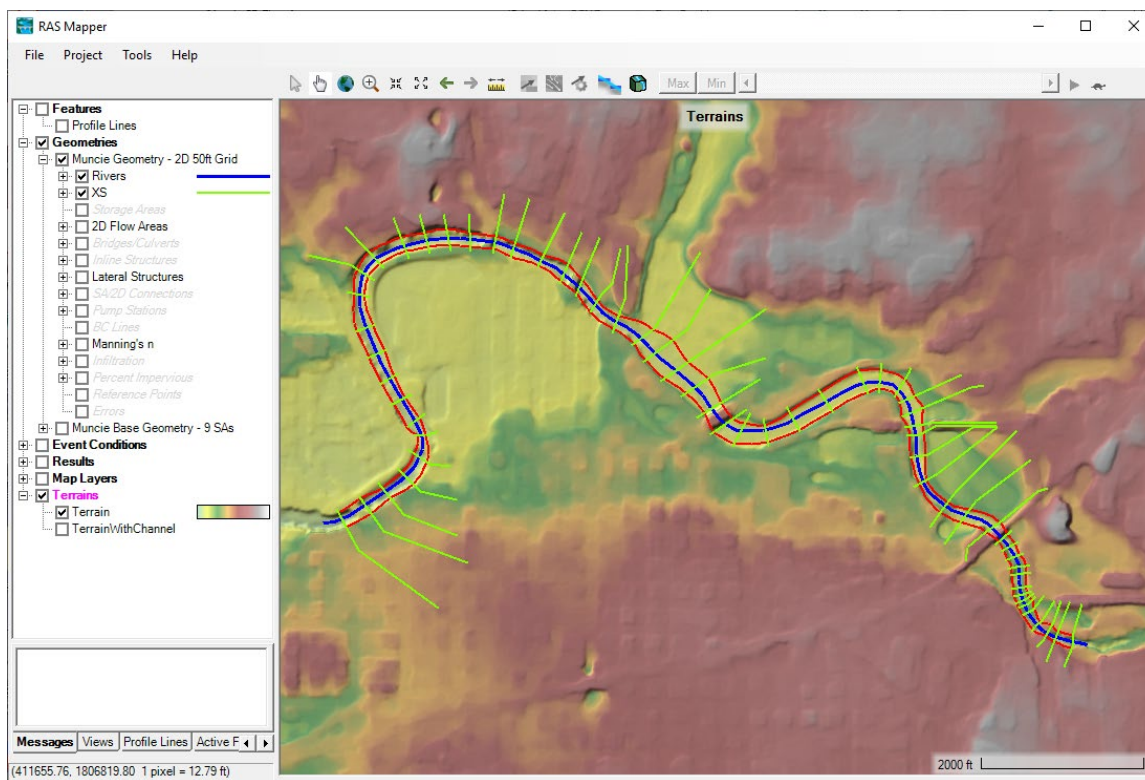 RAS Mapper
File Project Tools Help
Max Min
Features
Profile Lines
Geometries
Muncie Geometry - 2D 50ft Grid
Rivers
XS
Storage Areas
2D Flow Areas
Bridges/Culverts
Inline Structures
Lateral Structures
SA/2D Connections
Pump Stations
BC Lines
Manning's n
Infiltration
Percent Impervious
Reference Points
Errors
Muncie Base Geometry - 9 SAs
Event Conditions
Results
Map Layers
Terrains
Terrain
TerrainWithChannel
Terrains
2000 ft
Messages Views Profile Lines Active F
(411655.76, 1806819.80 1 pixel = 12.79 ft)